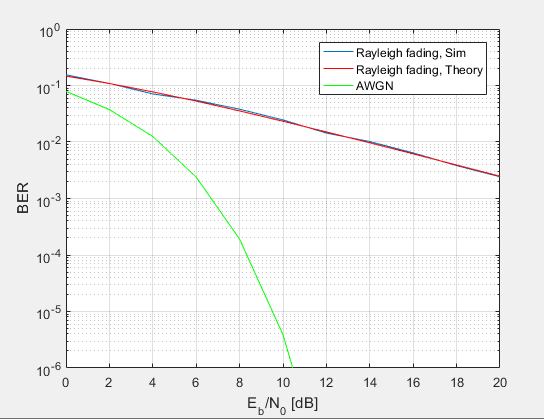 10^0
10^-1
10^-2
10^-3
10^-4
10^-5
10^-6
BER
Rayleigh fading, Sim
Rayleigh fading, Theory
AWGN
0 2 4 6 8 10 12 14 16 18 20
E_b/N_0 [dB]